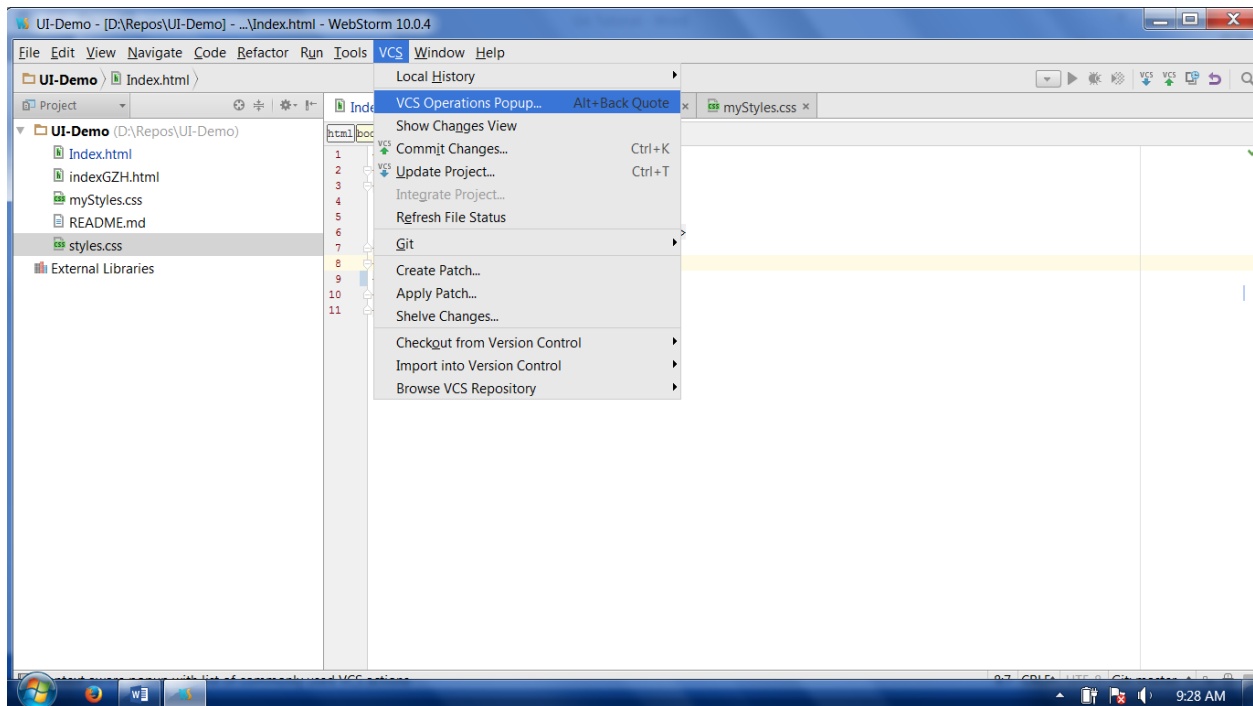 UI-Demo - [D:\Repos\UI-Demo] - ...\Index.html - WebStorm 10.0.4
File Edit View Navigate Code Refactor Run Tools VCS Window Help
UI-Demo Index.html
Project
myStyles.css
UI-Demo (D:\Repos\UI-Demo)
Index.html
indexGZH.html
myStyles.css
README.md
styles.css
External Libraries
html
1
2
3
4
5
6
7
8
9
10
11
>
Local History
VCS Operations Popup... Alt+Back Quote
Show Changes View
Commit Changes... Ctrl+K
Update Project... Ctrl+T
Integrate Project...
Refresh File Status
Git
Create Patch...
Apply Patch...
Shelve Changes...
Checkout from Version Control
Import into Version Control
Browse VCS Repository
VCS VCS
9:28 AM